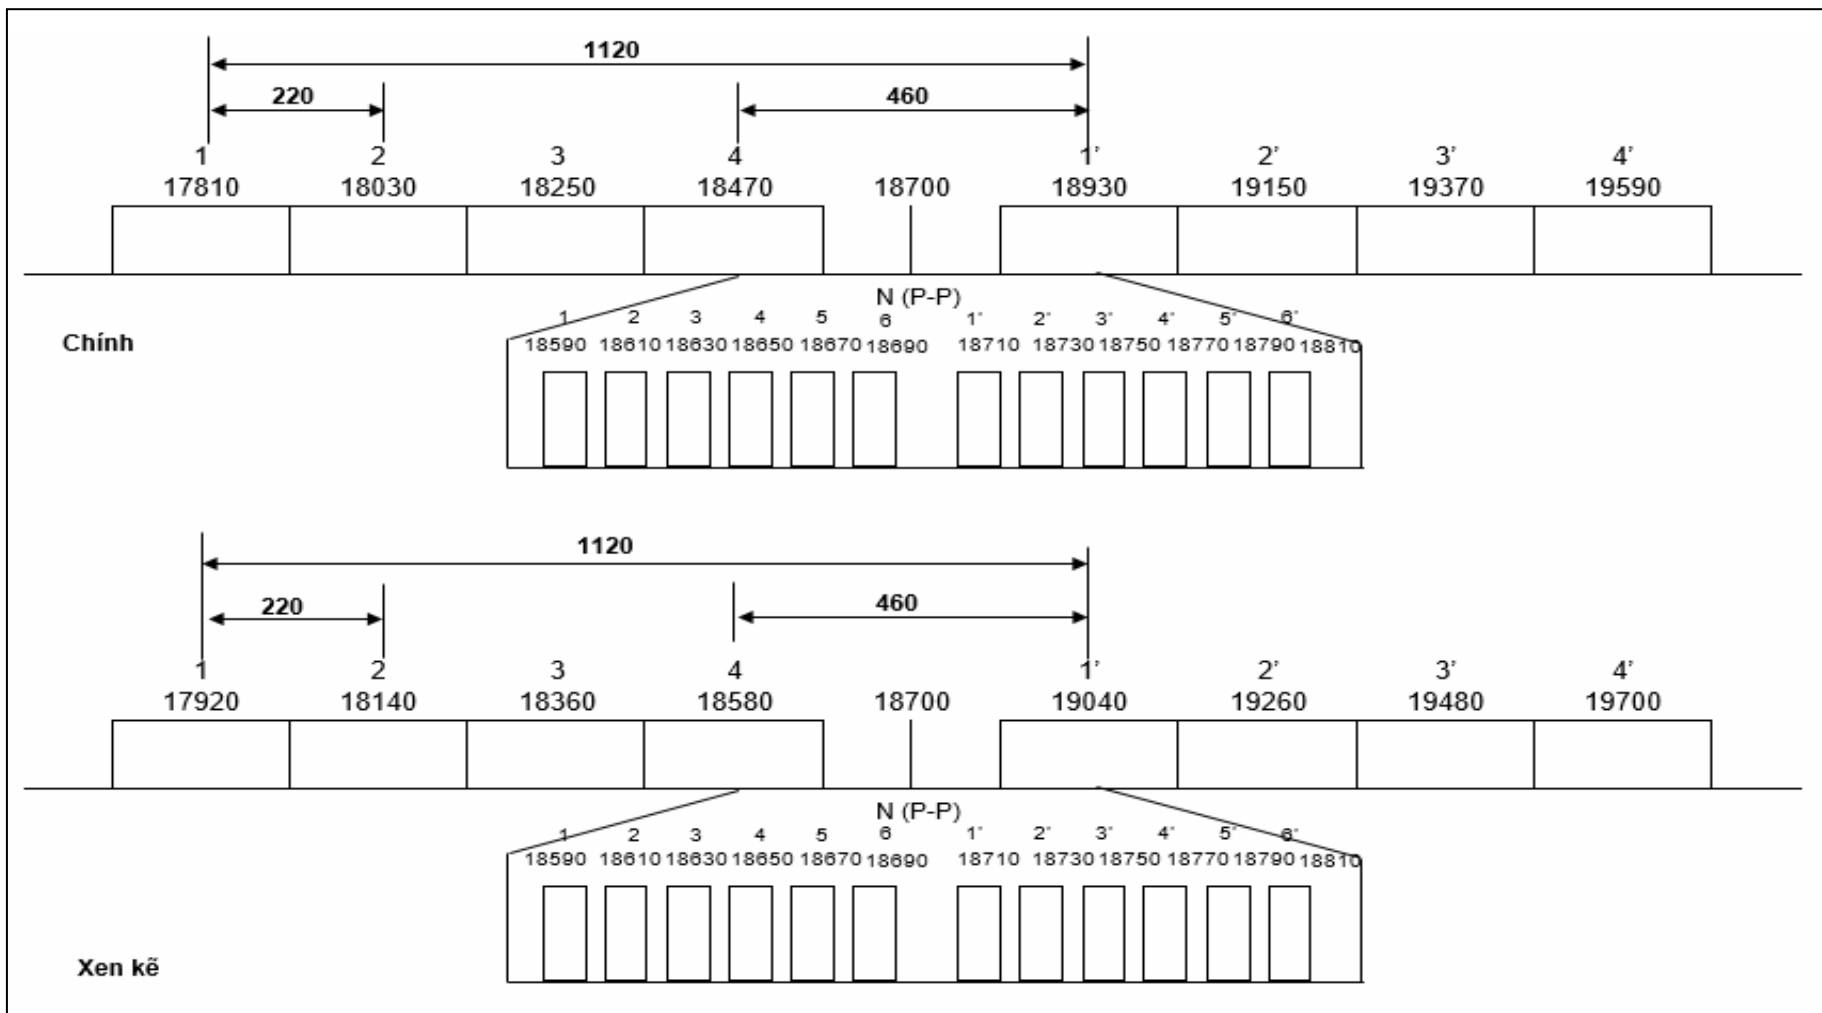 1120
220 460
1 2 3 4 1’ 2’ 3’ 4’
17810 18030 18250 18470 18700 18930 19150 19370 19590
N (P-P)
1 2 3 4 5 6 1’ 2’ 3’ 4’ 5’ 6’
18590 18610 18630 18650 18670 18690 18710 18730 18750 18770 18790 18810
Chính
1120
220 460
1 2 3 4 1’ 2’ 3’ 4’
17920 18140 18360 18580 18700 19040 19260 19480 19700
N (P-P)
1 2 3 4 5 6 1’ 2’ 3’ 4’ 5’ 6’
18590 18610 18630 18650 18670 18690 18710 18730 18750 18770 18790 18810
Xen kẽ